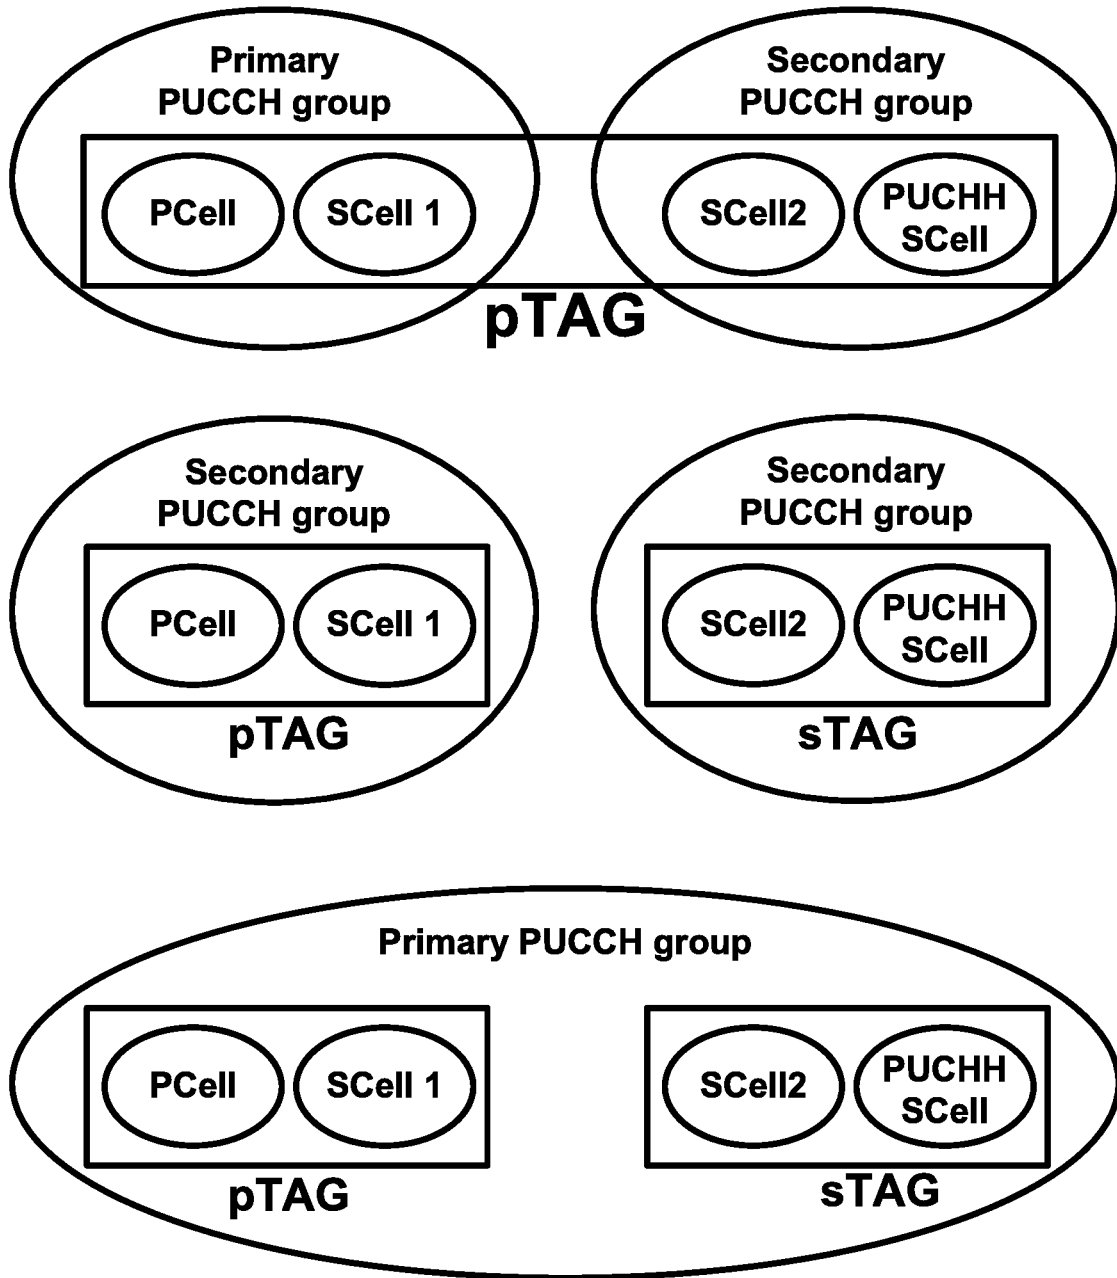 Primary
PUCCH group
Secondary
PUCCH group
PCell
SCell 1
SCell2
PUCHH
SCell
pTAG
Secondary
PUCCH group
Secondary
PUCCH group
PCell
SCell 1
SCell2
PUCHH
SCell
pTAG
sTAG
Primary PUCCH group
PCell
SCell 1
SCell2
PUCHH
SCell
pTAG
sTAG